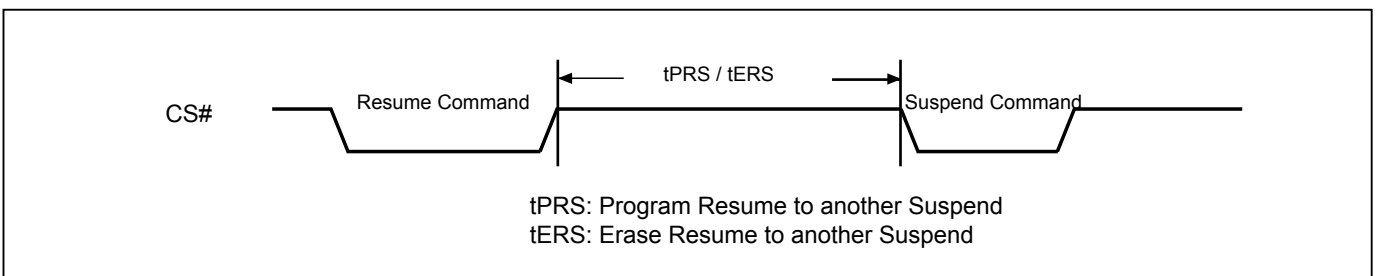 tPRS / tERS
Resume Command
Suspend Command
CS#
tPRS: Program Resume to another Suspend
tERS: Erase Resume to another Suspend